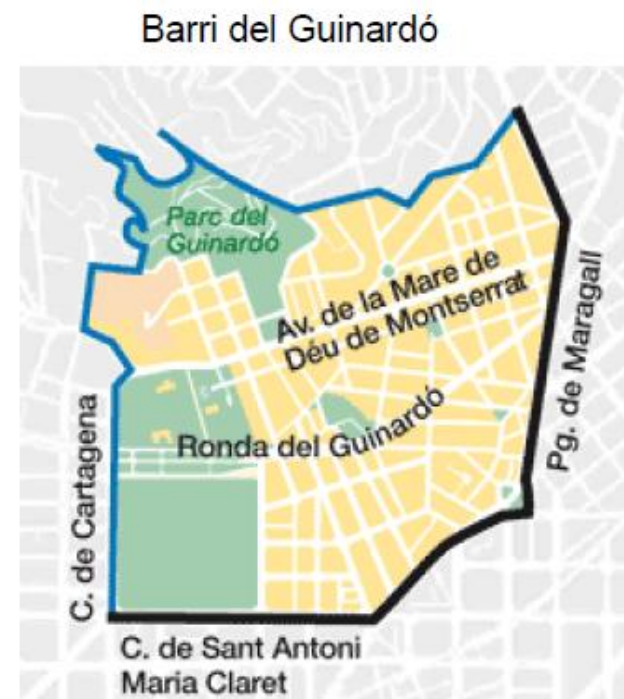 Barri del Guinardó
Parc del
Guinardó
Av. de la Mare de
Déu de Montserrat
Ronda del Guinardó
Pg. de Maragall
C. de Cartagena
C. de Sant Antoni
Maria Claret